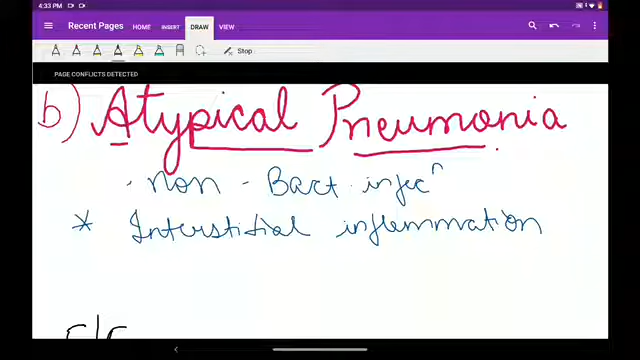 4:33 PM
Recent Pages HOME INSERT DRAW VIEW
Stop
PAGE CONFLICTS DETECTED
b) Atypical Pneumonia
· non - Bact. infecⁿ
* Interstitial inflammation